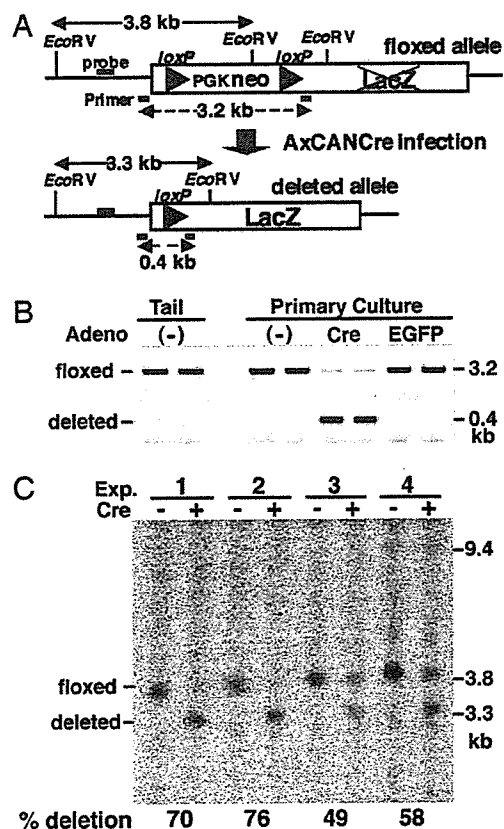 A
3.8 kb
EcoRV
EcoRV
EcoRV
floxed allele
probe
loxP
loxP
PGKneo
LacZ
Primer
3.2 kb
AxCANCre infection
3.3 kb
EcoRV
EcoRV
deleted allele
loxP
LacZ
0.4 kb
B
Tail
Primary Culture
Adeno
(-)
(-)
Cre
EGFP
floxed
3.2
deleted
0.4
kb
C
Exp.
1
2
3
4
Cre
- + - + - + - +
9.4
floxed
3.8
deleted
3.3
kb
% deletion
70
76
49
58